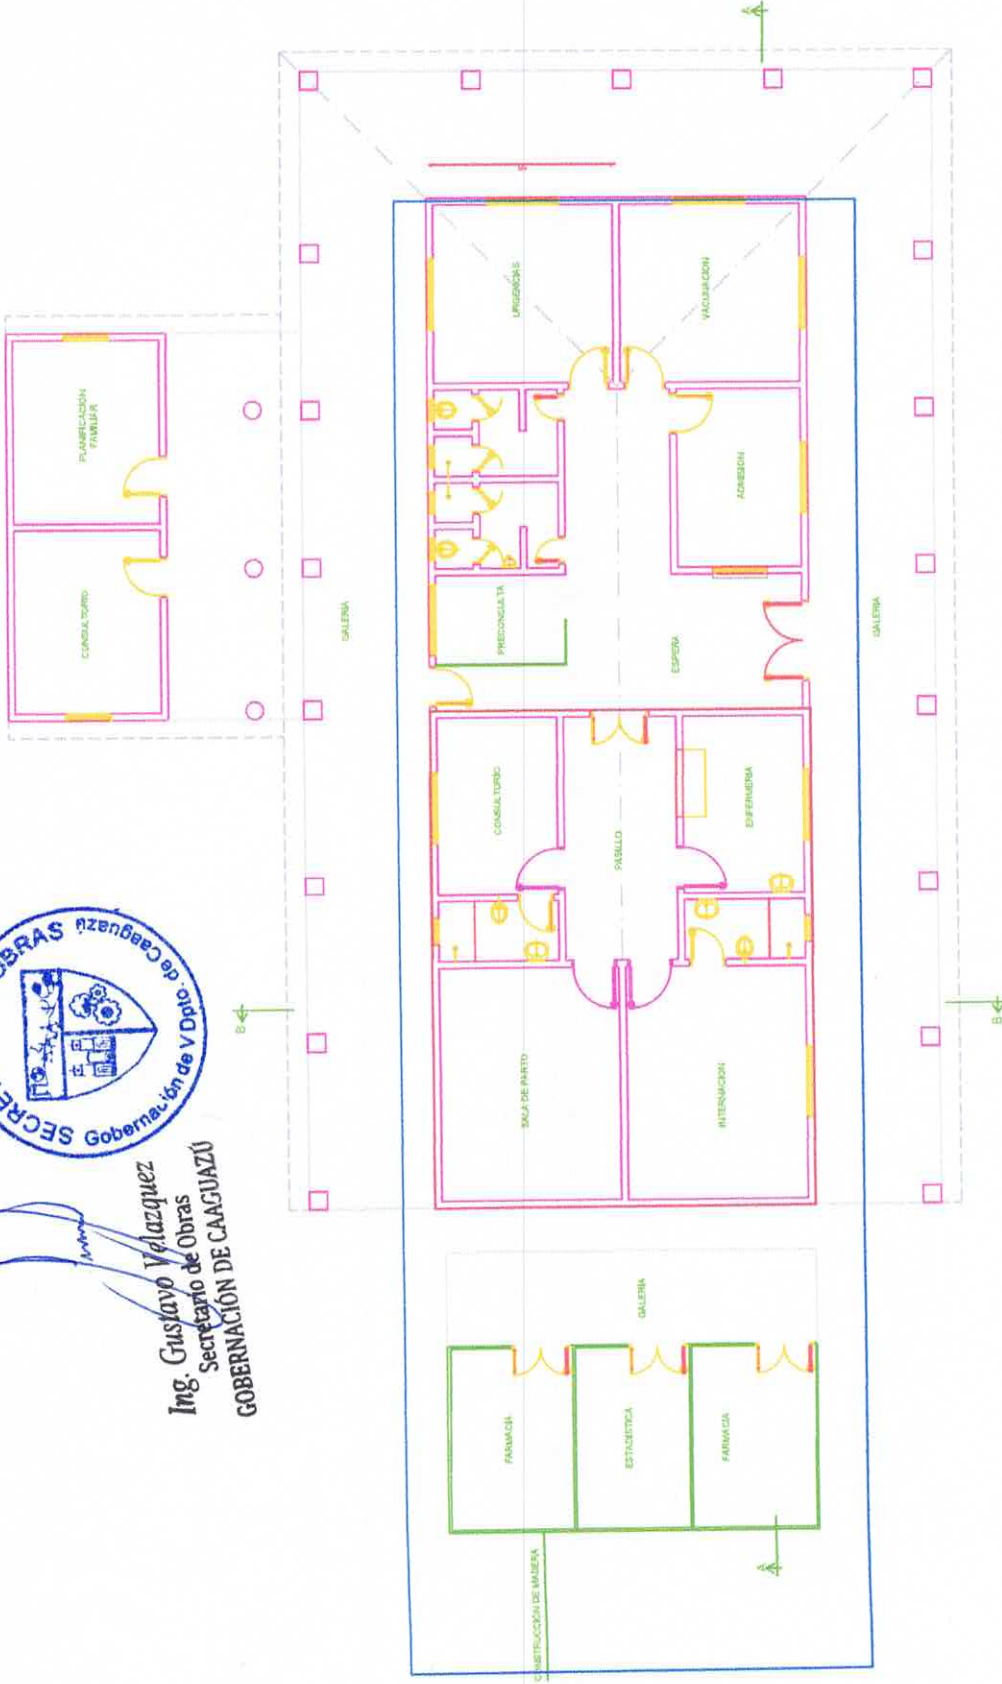 PLANIFICACION
FAMILIAR
CONSULTORIO
GALERIA
URGENCIAS
VACUNACION
ADMISION
PRECONSULTA
ESPERA
GALERIA
CONSULTORIO
PASILLO
ENFERMERIA
SALA DE PARTO
INTERNACION
GALERIA
FARMACIA
ESTADISTICA
FARMACIA
CONSTRUCCION DE MADERA
A
A
B
B
OBRAS
Gobernación de V Dpto. de Caaguazú
Ing. Gustavo Velazquez
Secretario de Obras
GOBERNACIÓN DE CAAGUAZÚ